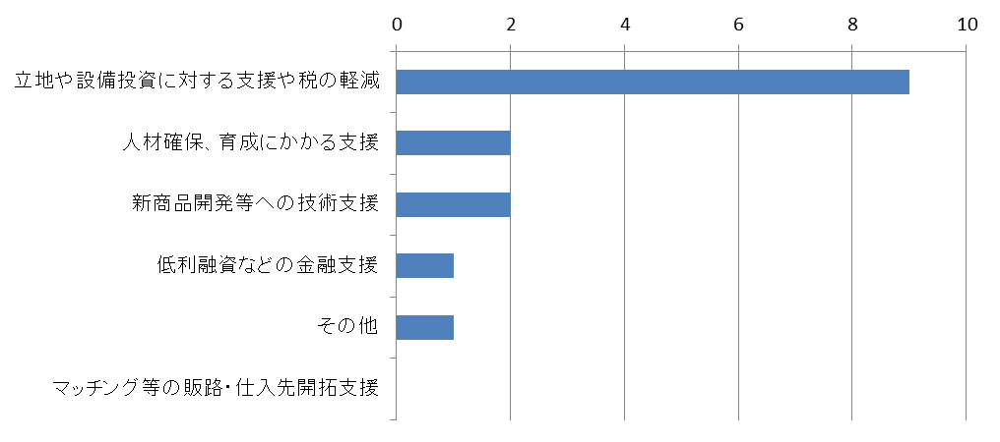 0 2 4 6 8 10
立地や設備投資に対する支援や税の軽減
人材確保、育成にかかる支援
新商品開発等への技術支援
低利融資などの金融支援
その他
マッチング等の販路・仕入先開拓支援